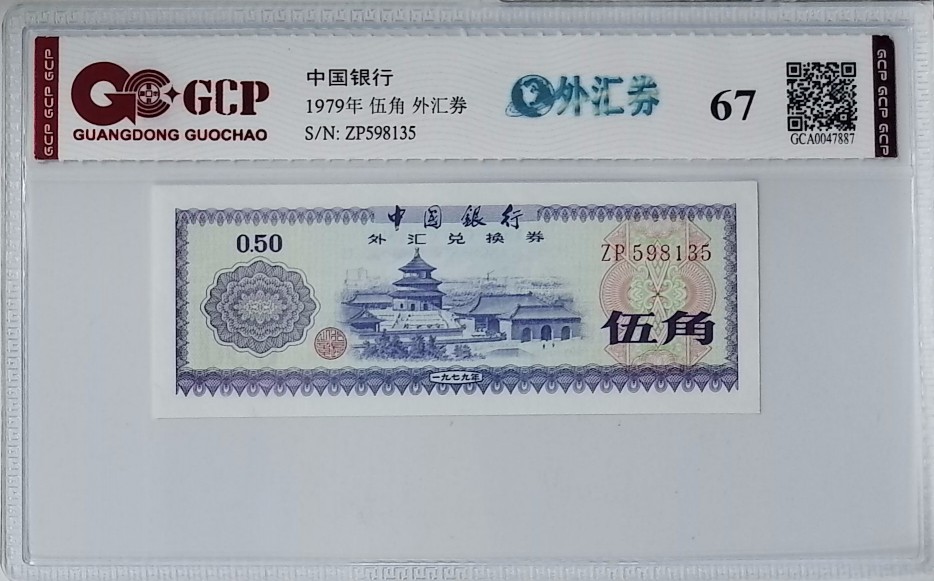 GCP GCP GCP
GCP
GUANGDONG GUOCHAO
中国银行
1979年 伍角 外汇券
S/N: ZP598135
外汇券
67
GCA0047887
GCP GCP GCP
中国銀行
外汇兑换券
0.50
ZP 598135
伍角
一九七九年